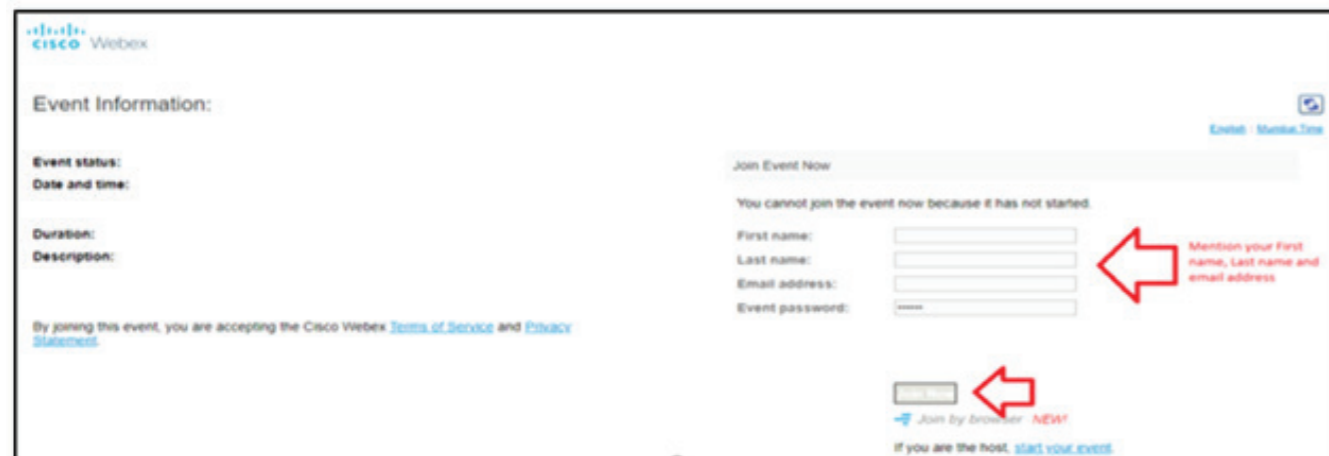 cisco Webex
Event Information:
English : Mumbai Time
Event status:
Date and time:
Duration:
Description:
By joining this event, you are accepting the Cisco Webex Terms of Service and Privacy
Statement.
Join Event Now
You cannot join the event now because it has not started.
First name:
Last name:
Email address:
Event password:
Mention your First
name, Last name and
email address
Join Now
Join by browser NEW!
If you are the host, start your event.